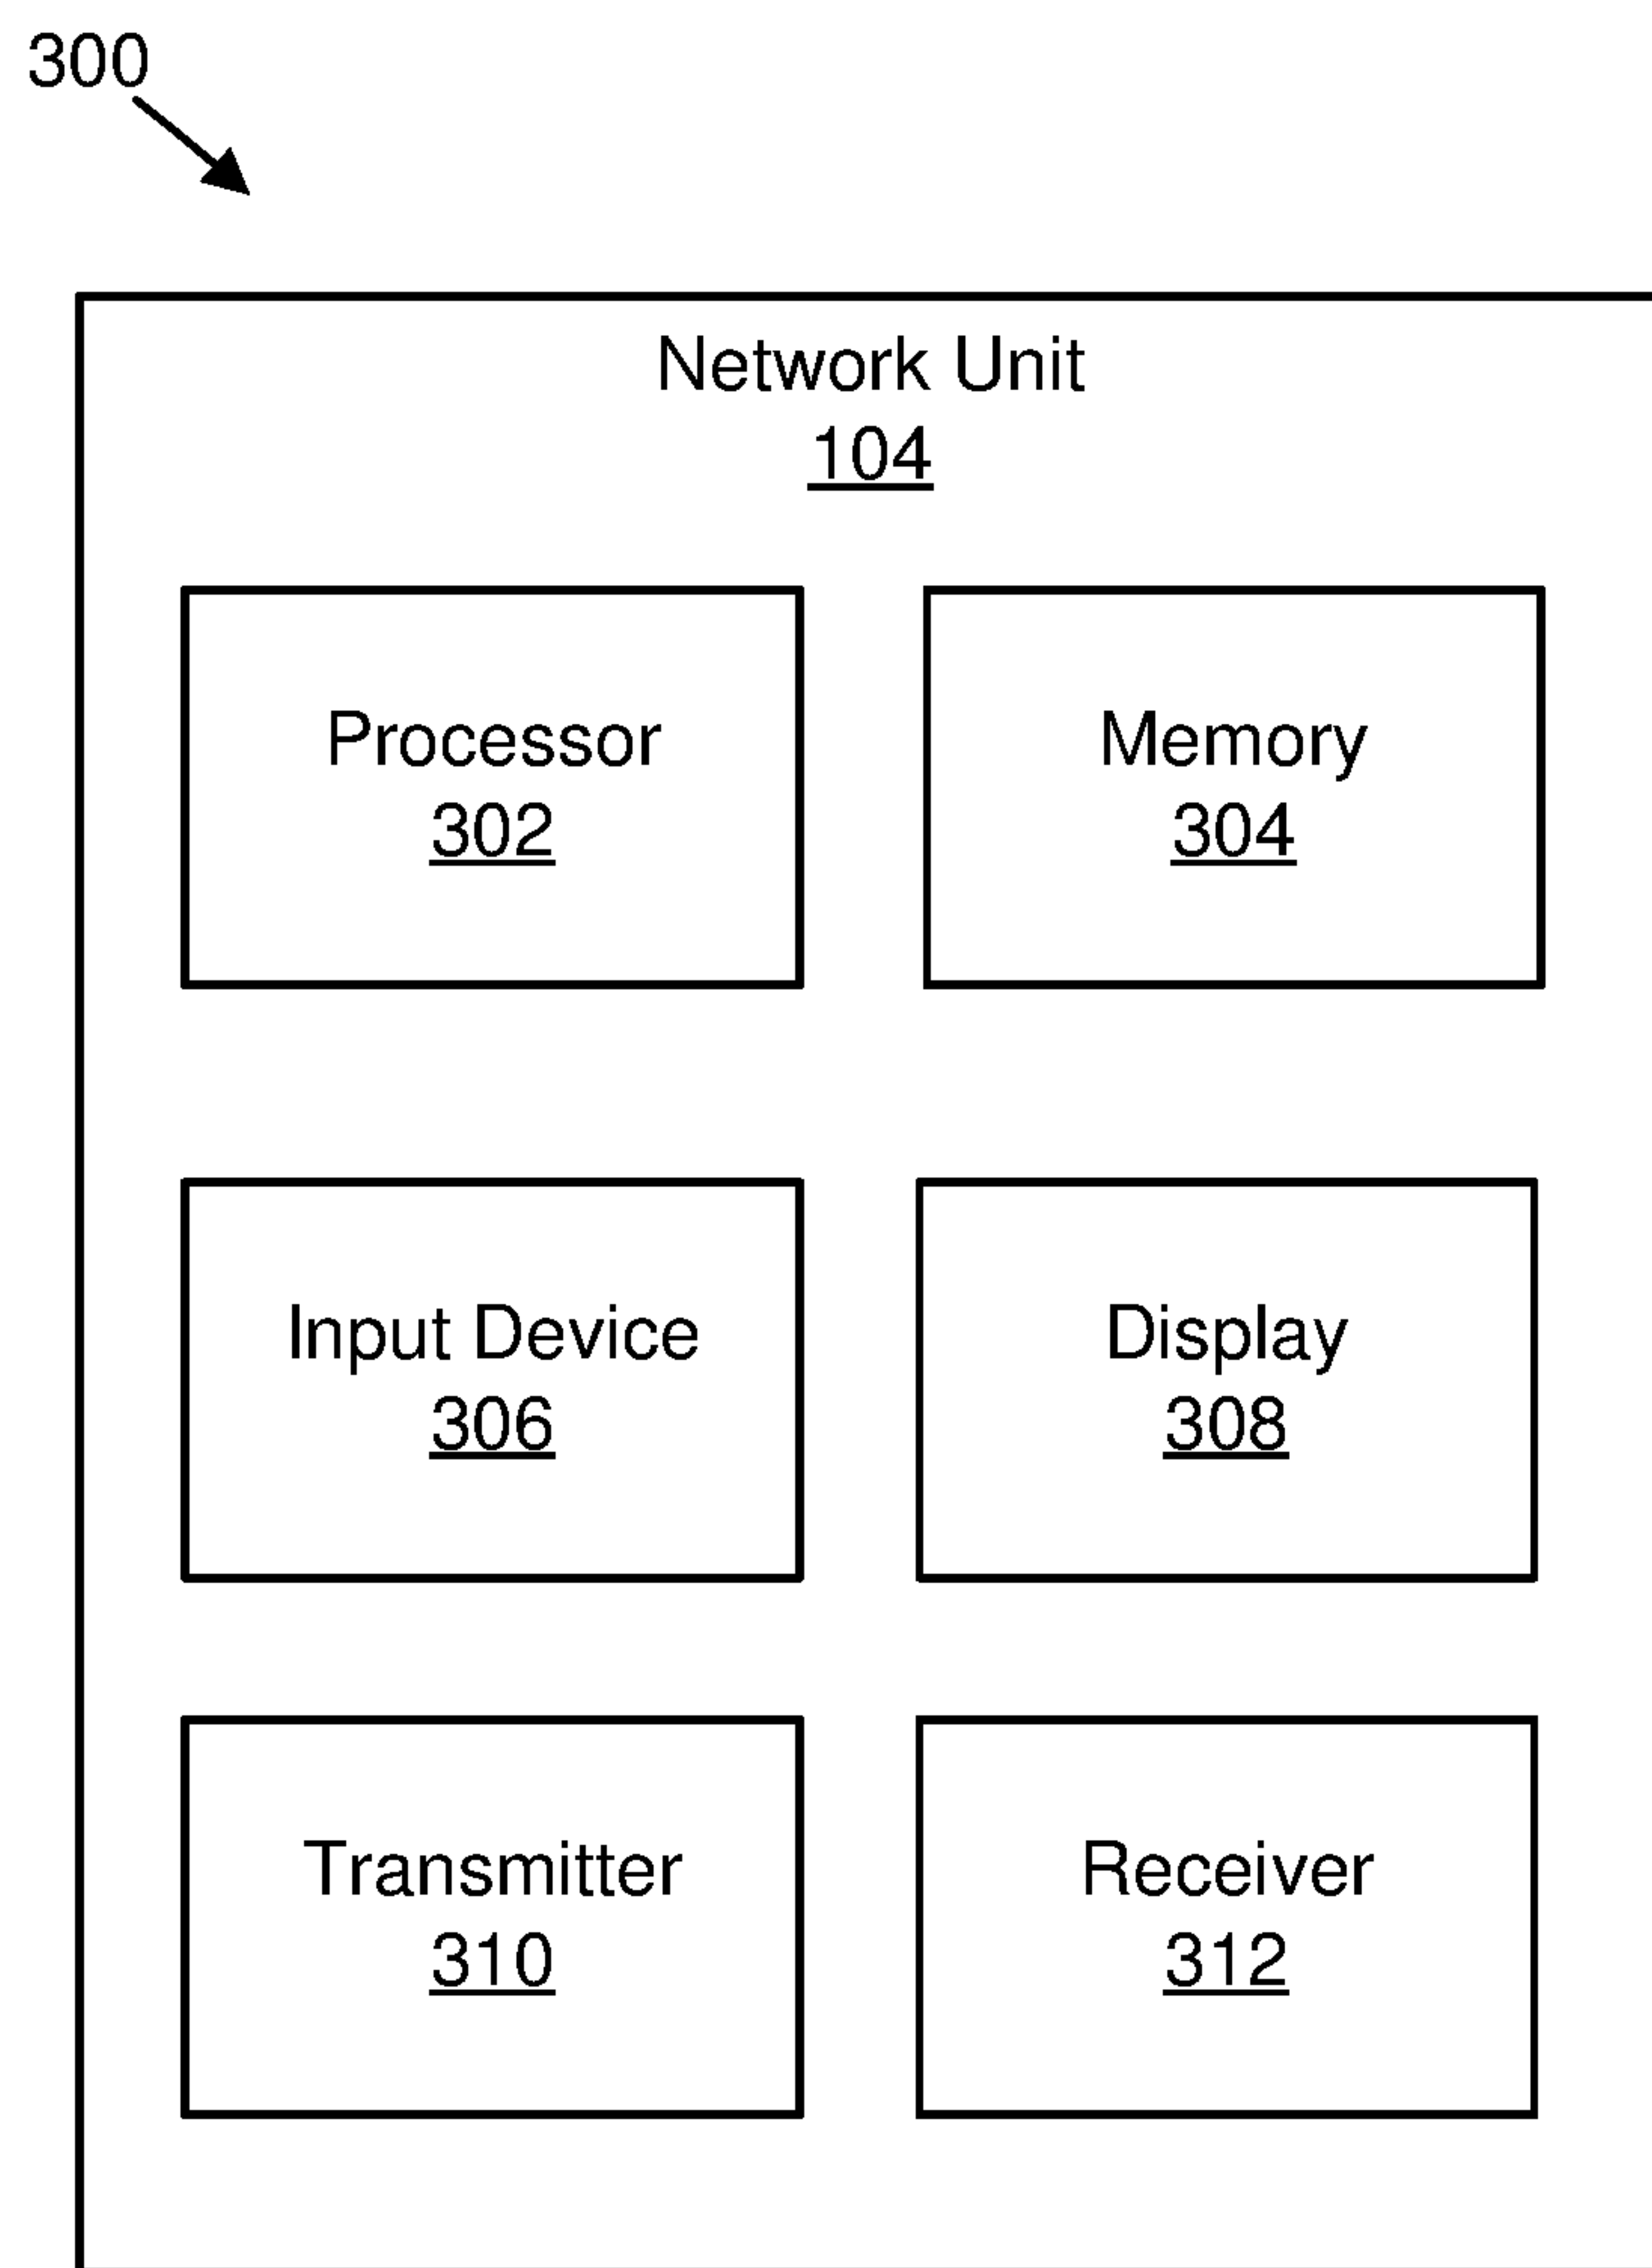 300
Network Unit
104
Processor
302
Memory
304
Input Device
306
Display
308
Transmitter
310
Receiver
312